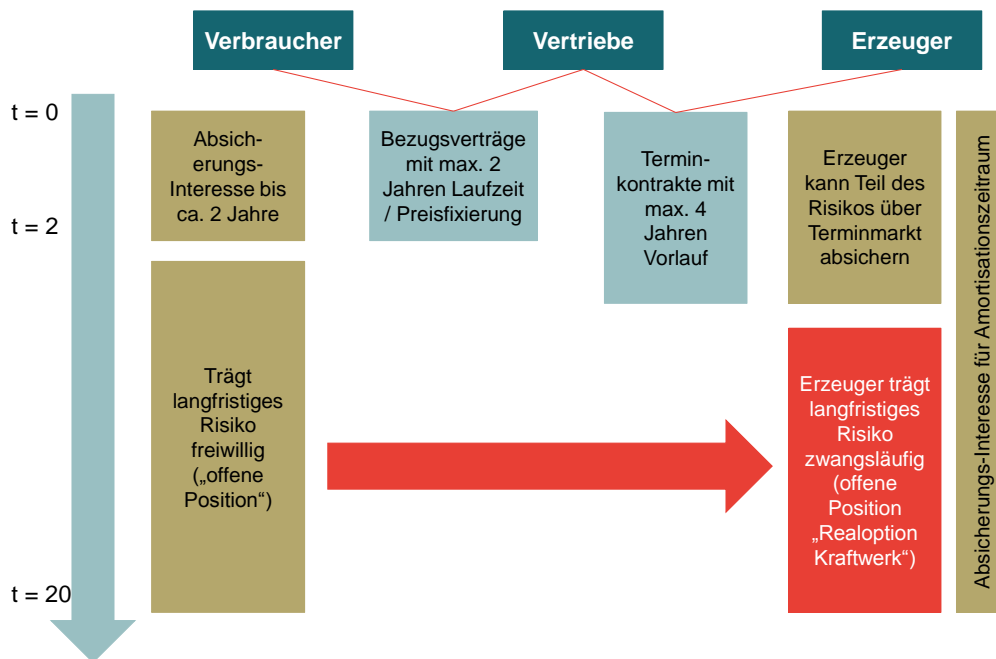 Verbraucher
Vertriebe
Erzeuger
t = 0
t = 2
t = 20
Absich-
erungs-
Interesse bis
ca. 2 Jahre
Bezugsverträge
mit max. 2
Jahren Laufzeit
/ Preisfixierung
Termin-
kontrakte mit
max. 4
Jahren
Vorlauf
Erzeuger
kann Teil des
Risikos über
Terminmarkt
absichern
Absicherungs-Interesse für Amortisationszeitraum
Trägt
langfristiges
Risiko
freiwillig
(„offene
Position“)
Erzeuger trägt
langfristiges
Risiko
zwangsläufig
(offene
Position
„Realoption
Kraftwerk“)